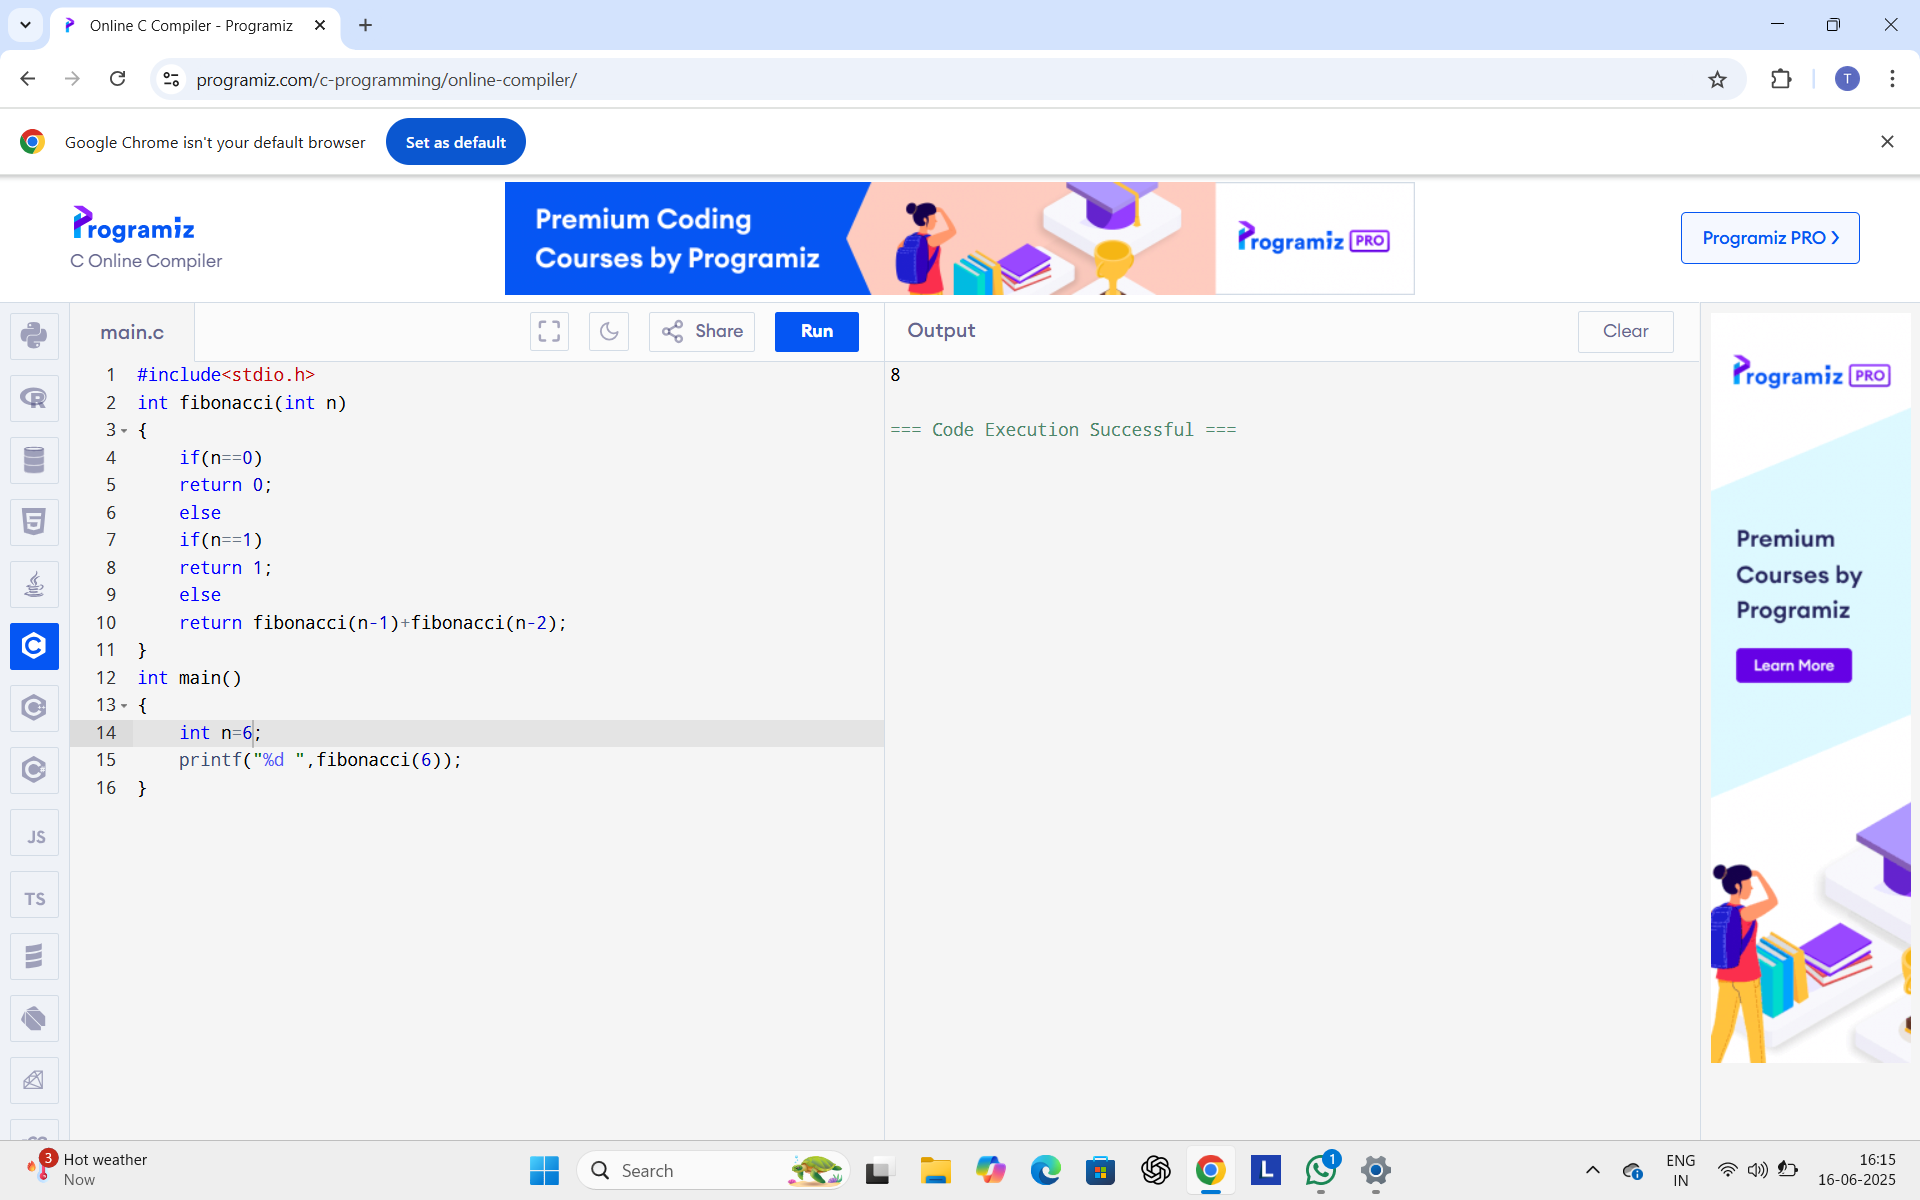 Online C Compiler - Programiz
programiz.com/c-programming/online-compiler/
T
Google Chrome isn't your default browser
Set as default
Programiz
C Online Compiler
Premium Coding
Courses by Programiz
Programiz PRO
Programiz PRO ›
main.c
Share
Run
Output
Clear
1 #include<stdio.h>
2 int fibonacci(int n)
3 {
4 if(n==0)
5 return 0;
6 else
7 if(n==1)
8 return 1;
9 else
10 return fibonacci(n-1)+fibonacci(n-2);
11 }
12 int main()
13 {
14 int n=6;
15 printf("%d ",fibonacci(6));
16 }
8
=== Code Execution Successful ===
JS
TS
Programiz PRO
Premium
Courses by
Programiz
Learn More
3
Hot weather
Now
Search
L
1
ENG
IN
16:15
16-06-2025